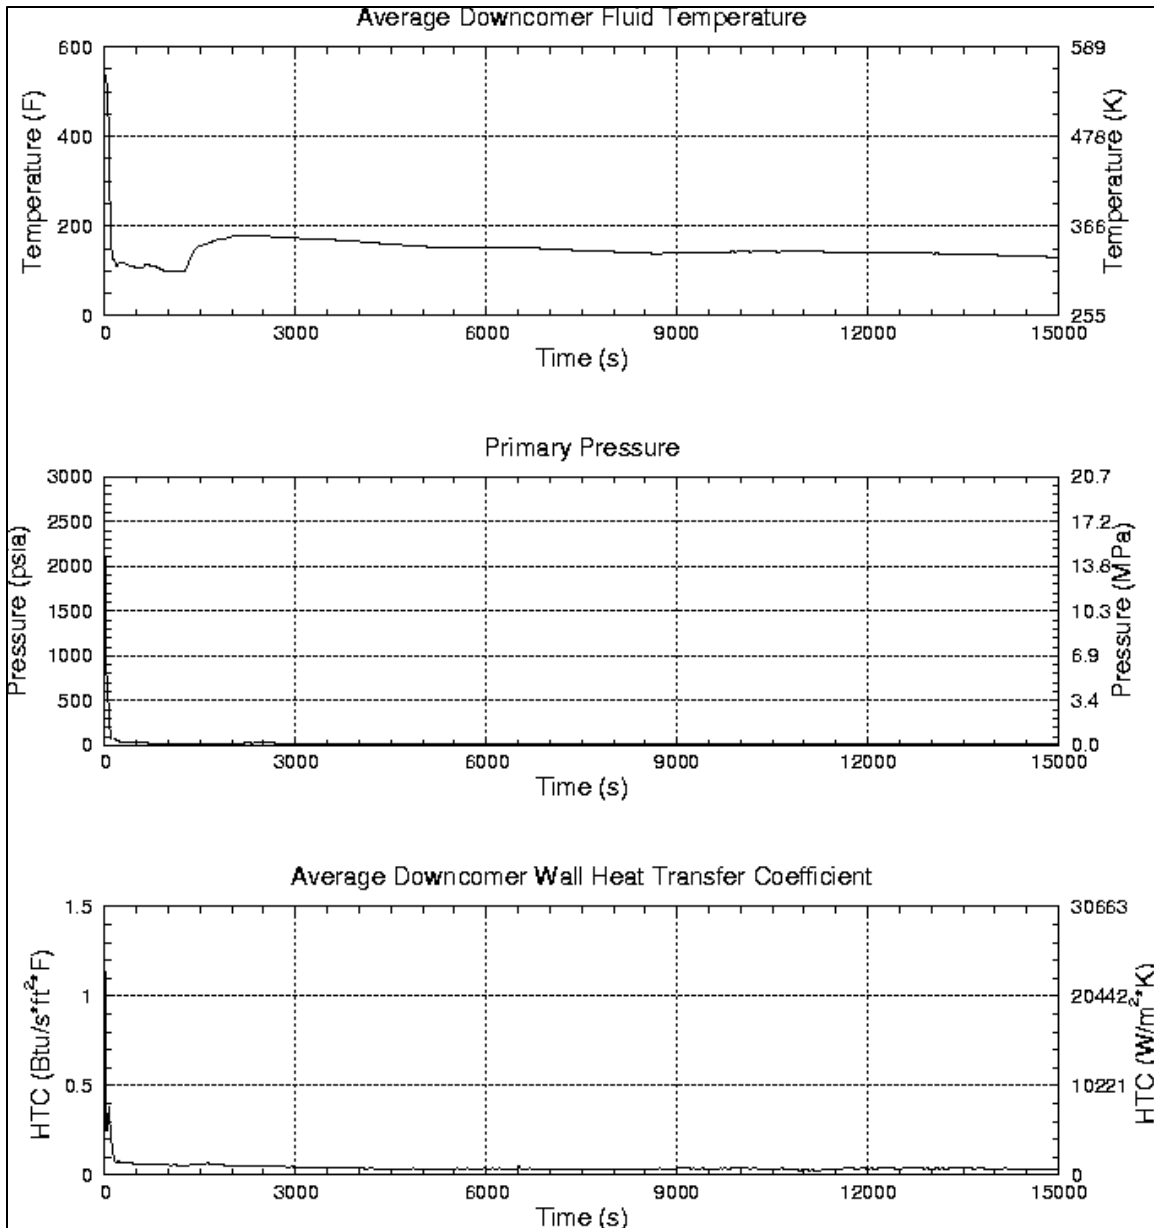 Average Downcomer Fluid Temperature
Temperature (F)
600
400
200
0
589
478
366
255
Temperature (K)
0 3000 6000 9000 12000 15000
Time (s)
Primary Pressure
Pressure (psia)
3000
2500
2000
1500
1000
500
0
20.7
17.2
13.8
10.3
6.9
3.4
0.0
Pressure (MPa)
0 3000 6000 9000 12000 15000
Time (s)
Average Downcomer Wall Heat Transfer Coefficient
HTC (Btu/s*ft²*F)
1.5
1
0.5
0
30663
20442
10221
0
HTC (W/m²*K)
0 3000 6000 9000 12000 15000
Time (s)